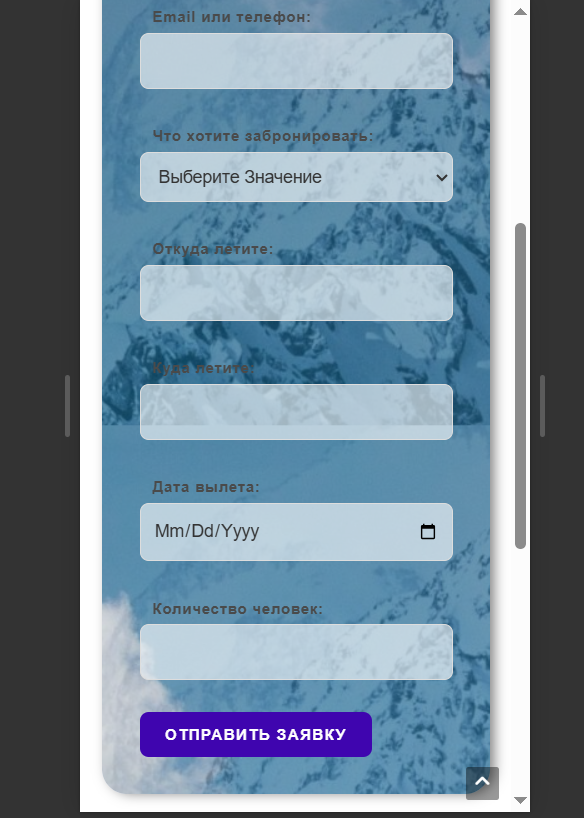 Email или телефон:
Что хотите забронировать:
Выберите Значение
Откуда летите:
Куда летите:
Дата вылета:
Mm/Dd/Yyyy
Количество человек:
ОТПРАВИТЬ ЗАЯВКУ